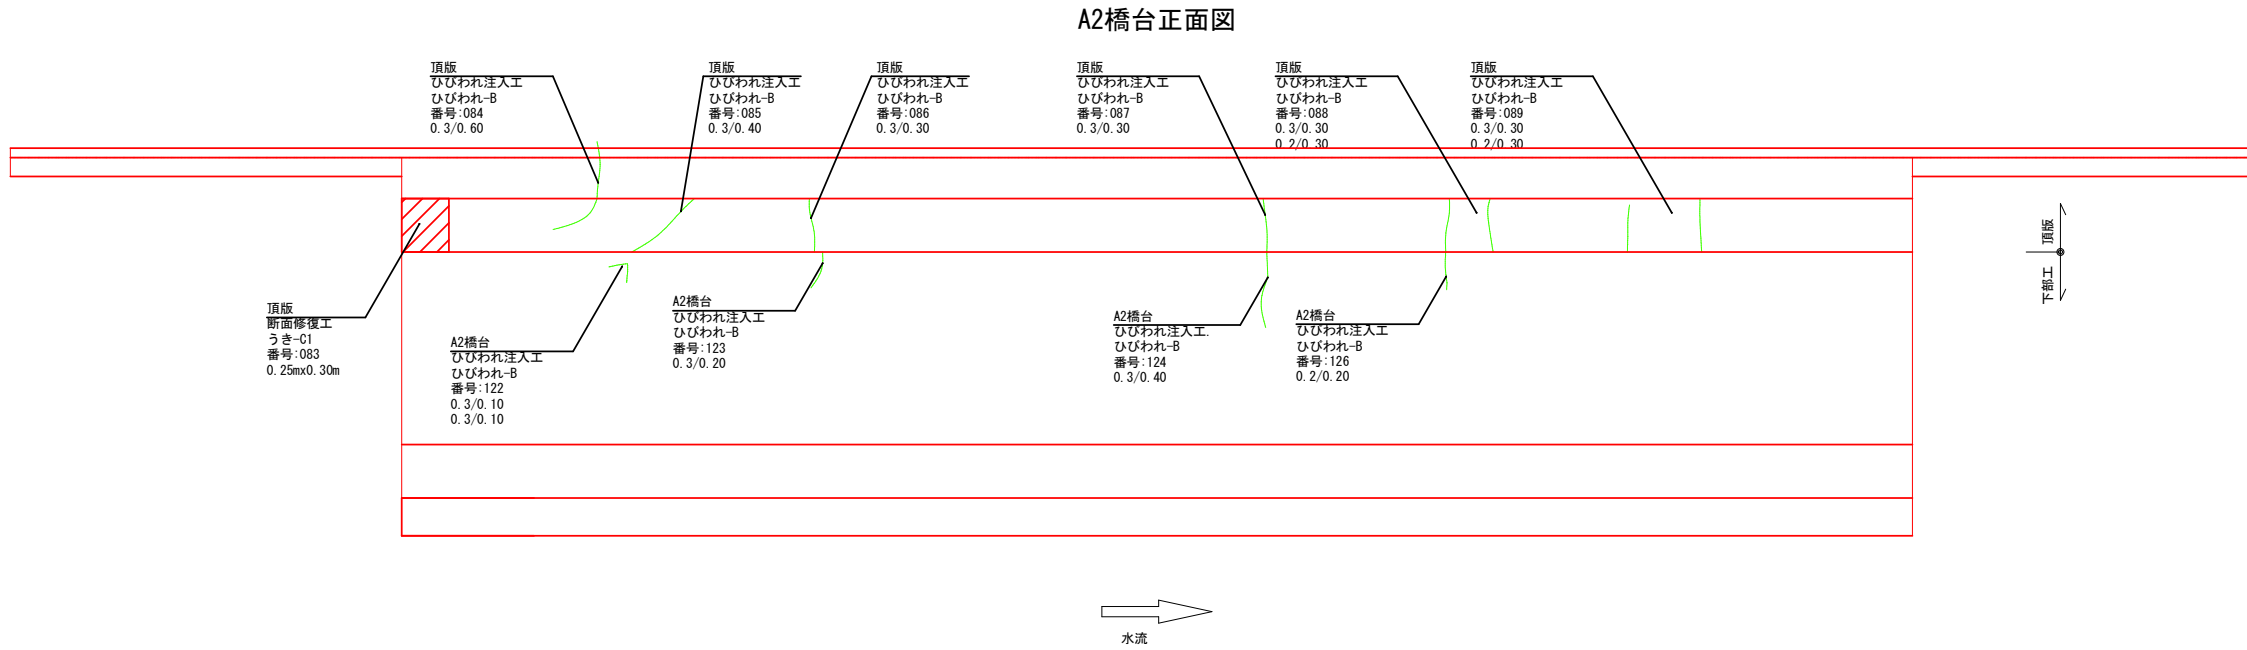 A2橋台正面図
頂版
ひびわれ注入工
ひびわれ-B
番号:084
0.3/0.60
頂版
ひびわれ注入工
ひびわれ-B
番号:085
0.3/0.40
頂版
ひびわれ注入工
ひびわれ-B
番号:086
0.3/0.30
頂版
ひびわれ注入工
ひびわれ-B
番号:087
0.3/0.30
頂版
ひびわれ注入工
ひびわれ-B
番号:088
0.3/0.30
0.2/0.30
頂版
ひびわれ注入工
ひびわれ-B
番号:089
0.3/0.30
0.2/0.30
頂版
断面修復工
うき-C1
番号:083
0.25mx0.30m
A2橋台
ひびわれ注入工
ひびわれ-B
番号:122
0.3/0.10
0.3/0.10
A2橋台
ひびわれ注入工
ひびわれ-B
番号:123
0.3/0.20
A2橋台
ひびわれ注入工.
ひびわれ-B
番号:124
0.3/0.40
A2橋台
ひびわれ注入工
ひびわれ-B
番号:126
0.2/0.20
頂版
下部工
水流